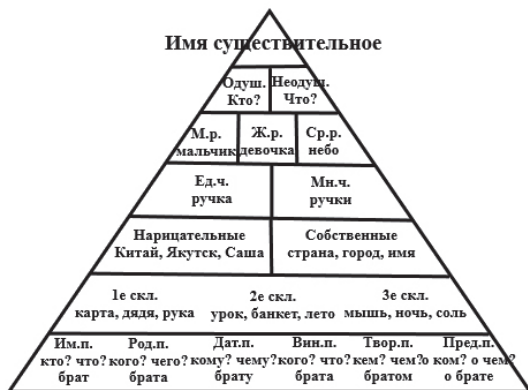 Имя существительное
Одуш. Неодуш.
Кто? Что?
М.р. Ж.р. Ср.р.
мальчик девочка небо
Ед.ч. Мн.ч.
ручка ручки
Нарицательные Собственные
Китай, Якутск, Саша страна, город, имя
1е скл. 2е скл. 3е скл.
карта, дядя, рука урок, банкет, лето мышь, ночь, соль
Им.п. Род.п. Дат.п. Вин.п. Твор.п. Пред.п.
кто? что? кого? чего? кому? чему? кого? что? кем? чем? о ком? о чем?
брат брата брату брата братом о брате